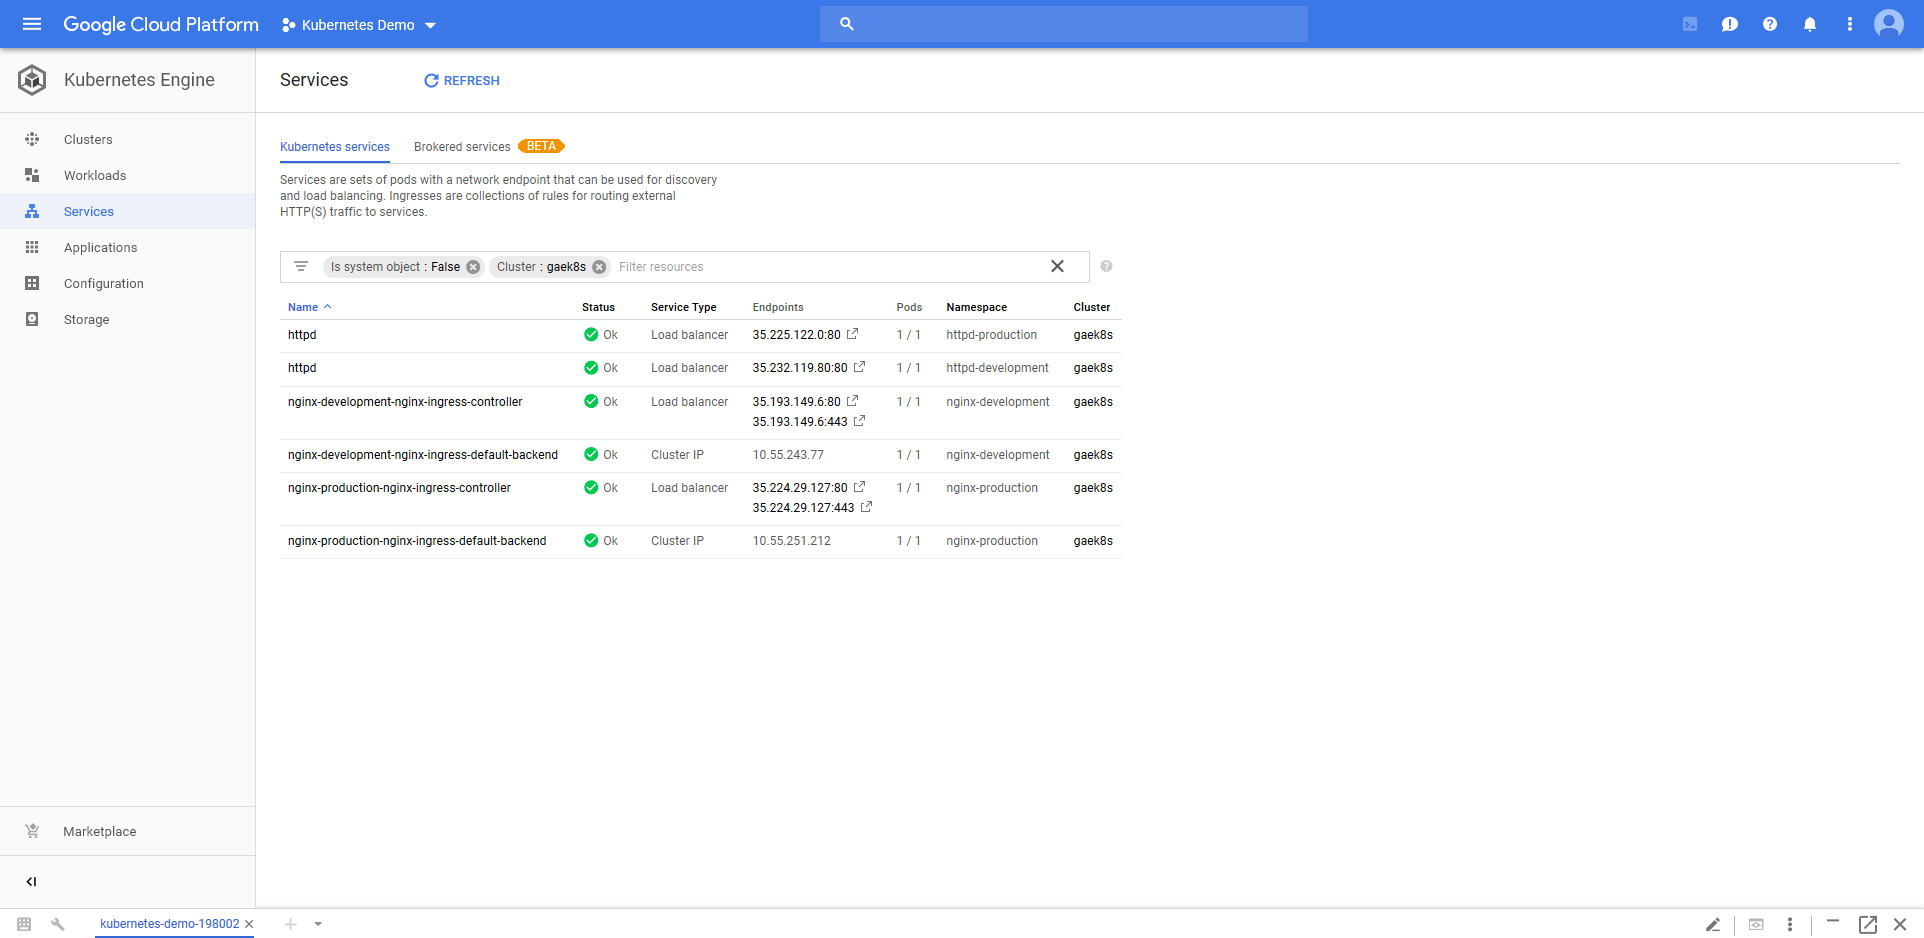 Google Cloud Platform Kubernetes Demo
Kubernetes Engine
Services REFRESH
Clusters
Workloads
Services
Applications
Configuration
Storage
Marketplace
Kubernetes services Brokered services BETA
Services are sets of pods with a network endpoint that can be used for discovery
and load balancing. Ingresses are collections of rules for routing external
HTTP(S) traffic to services.
Is system object : False Cluster : gaek8s Filter resources
Name Status Service Type Endpoints Pods Namespace Cluster
httpd Ok Load balancer 35.225.122.0:80 1 / 1 httpd-production gaek8s
httpd Ok Load balancer 35.232.119.80:80 1 / 1 httpd-development gaek8s
nginx-development-nginx-ingress-controller Ok Load balancer 35.193.149.6:80 1 / 1 nginx-development gaek8s
35.193.149.6:443
nginx-development-nginx-ingress-default-backend Ok Cluster IP 10.55.243.77 1 / 1 nginx-development gaek8s
nginx-production-nginx-ingress-controller Ok Load balancer 35.224.29.127:80 1 / 1 nginx-production gaek8s
35.224.29.127:443
nginx-production-nginx-ingress-default-backend Ok Cluster IP 10.55.251.212 1 / 1 nginx-production gaek8s
kubernetes-demo-198002